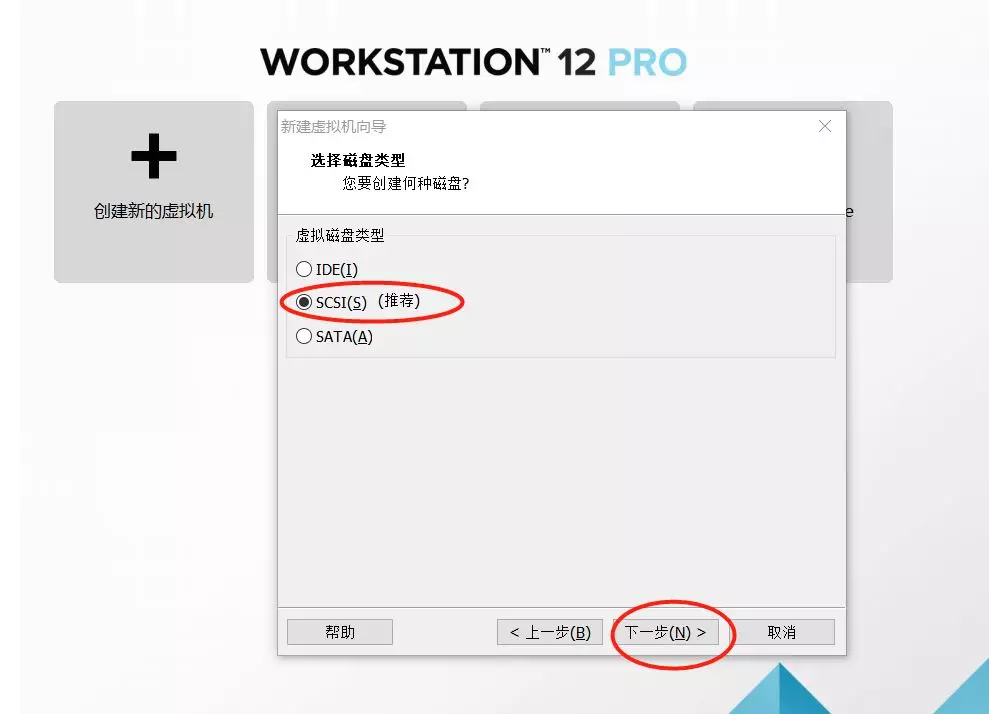 WORKSTATION™ 12 PRO
创建新的虚拟机
新建虚拟机向导
选择磁盘类型
您要创建何种磁盘?
e
虚拟磁盘类型
IDE(I)
SCSI(S) (推荐)
SATA(A)
帮助
< 上一步(B)
下一步(N) >
取消